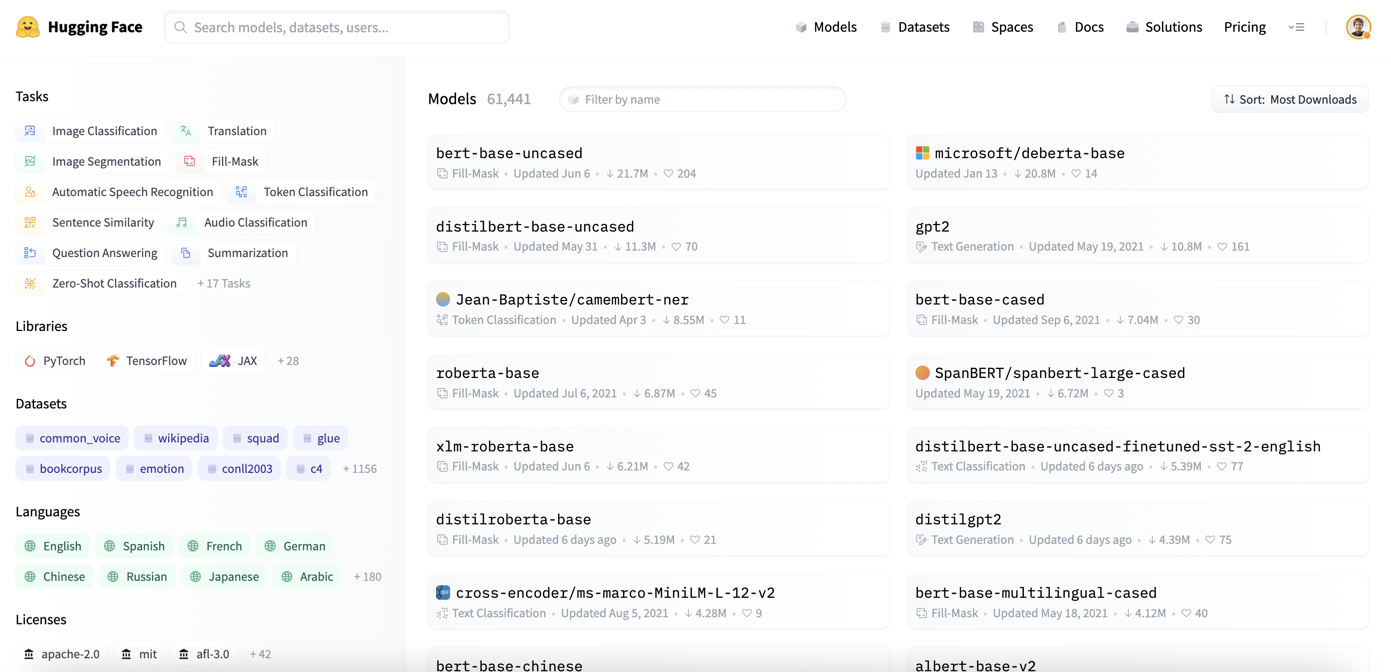 Hugging Face
Search models, datasets, users...
Models Datasets Spaces Docs Solutions Pricing
Tasks
Image Classification Translation
Image Segmentation Fill-Mask
Automatic Speech Recognition Token Classification
Sentence Similarity Audio Classification
Question Answering Summarization
Zero-Shot Classification + 17 Tasks
Libraries
PyTorch TensorFlow JAX + 28
Datasets
common_voice wikipedia squad glue
bookcorpus emotion conll2003 c4 + 1156
Languages
English Spanish French German
Chinese Russian Japanese Arabic + 180
Licenses
apache-2.0 mit afl-3.0 + 42
Models 61,441
Filter by name
Sort: Most Downloads
bert-base-uncased
Fill-Mask • Updated Jun 6 • ↓ 21.7M • ♡ 204
microsoft/deberta-base
Updated Jan 13 • ↓ 20.8M • ♡ 14
distilbert-base-uncased
Fill-Mask • Updated May 31 • ↓ 11.3M • ♡ 70
gpt2
Text Generation • Updated May 19, 2021 • ↓ 10.8M • ♡ 161
Jean-Baptiste/camembert-ner
Token Classification • Updated Apr 3 • ↓ 8.55M • ♡ 11
bert-base-cased
Fill-Mask • Updated Sep 6, 2021 • ↓ 7.04M • ♡ 30
roberta-base
Fill-Mask • Updated Jul 6, 2021 • ↓ 6.87M • ♡ 45
SpanBERT/spanbert-large-cased
Updated May 19, 2021 • ↓ 6.72M • ♡ 3
xlm-roberta-base
Fill-Mask • Updated Jun 6 • ↓ 6.21M • ♡ 42
distilbert-base-uncased-finetuned-sst-2-english
Text Classification • Updated 6 days ago • ↓ 5.39M • ♡ 77
distilroberta-base
Fill-Mask • Updated 6 days ago • ↓ 5.19M • ♡ 21
distilgpt2
Text Generation • Updated 6 days ago • ↓ 4.39M • ♡ 75
cross-encoder/ms-marco-MiniLM-L-12-v2
Text Classification • Updated Aug 5, 2021 • ↓ 4.28M • ♡ 9
bert-base-multilingual-cased
Fill-Mask • Updated May 18, 2021 • ↓ 4.12M • ♡ 40
bert-base-chinese
albert-base-v2